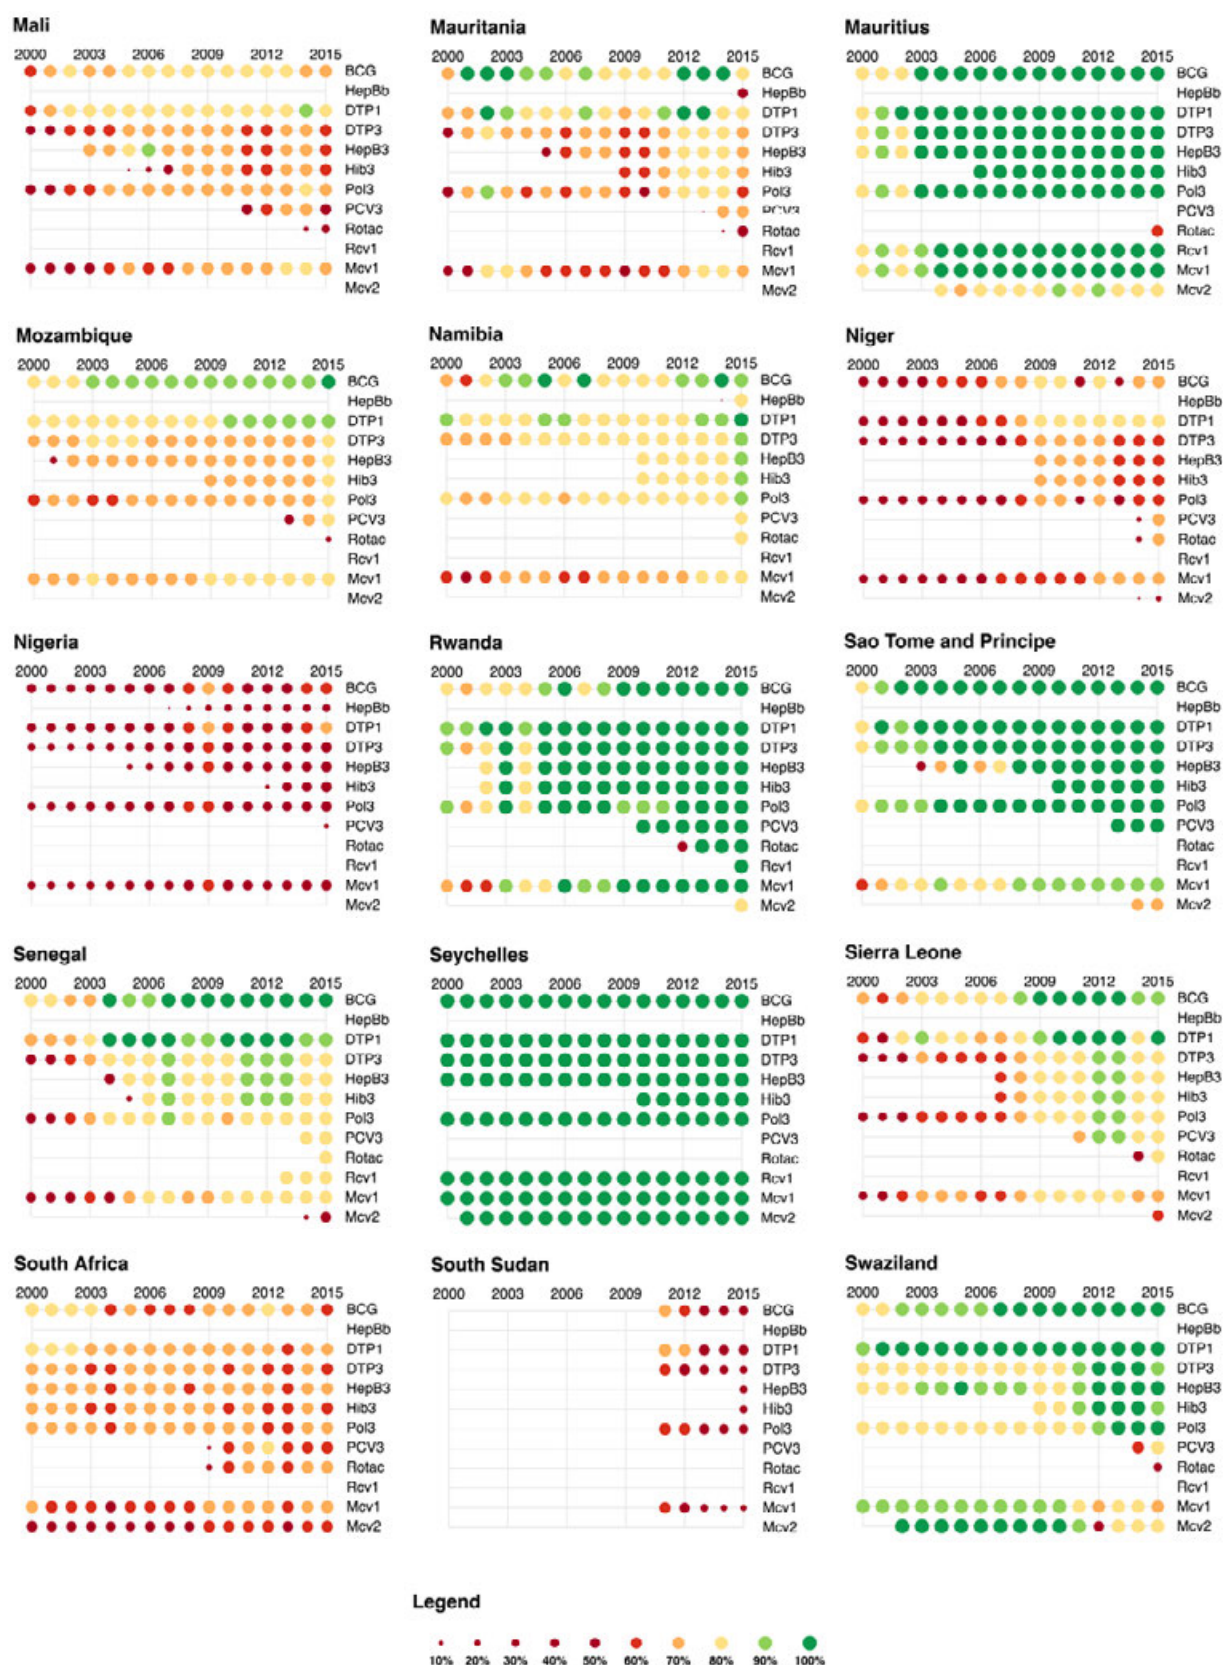 Mali
2000 2003 2006 2009 2012 2015
BCG
HepBb
DTP1
DTP3
HepB3
Hib3
Pol3
PCV3
Rotac
Rcv1
Mcv1
Mcv2
Mauritania
2000 2003 2006 2009 2012 2015
BCG
HepBb
DTP1
DTP3
HepB3
Hib3
Pol3
PCV3
Rotac
Rcv1
Mcv1
Mcv2
Mauritius
2000 2003 2006 2009 2012 2015
BCG
HepBb
DTP1
DTP3
HepB3
Hib3
Pol3
PCV3
Rotac
Rcv1
Mcv1
Mcv2
Mozambique
2000 2003 2006 2009 2012 2015
BCG
HepBb
DTP1
DTP3
HepB3
Hib3
Pol3
PCV3
Rotac
Rcv1
Mcv1
Mcv2
Namibia
2000 2003 2006 2009 2012 2015
BCG
HepBb
DTP1
DTP3
HepB3
Hib3
Pol3
PCV3
Rotac
Rcv1
Mcv1
Mcv2
Niger
2000 2003 2006 2009 2012 2015
BCG
HepBb
DTP1
DTP3
HepB3
Hib3
Pol3
PCV3
Rotac
Rcv1
Mcv1
Mcv2
Nigeria
2000 2003 2006 2009 2012 2015
BCG
HepBb
DTP1
DTP3
HepB3
Hib3
Pol3
PCV3
Rotac
Rcv1
Mcv1
Mcv2
Rwanda
2000 2003 2006 2009 2012 2015
BCG
HepBb
DTP1
DTP3
HepB3
Hib3
Pol3
PCV3
Rotac
Rcv1
Mcv1
Mcv2
Sao Tome and Principe
2000 2003 2006 2009 2012 2015
BCG
HepBb
DTP1
DTP3
HepB3
Hib3
Pol3
PCV3
Rotac
Rcv1
Mcv1
Mcv2
Senegal
2000 2003 2006 2009 2012 2015
BCG
HepBb
DTP1
DTP3
HepB3
Hib3
Pol3
PCV3
Rotac
Rcv1
Mcv1
Mcv2
Seychelles
2000 2003 2006 2009 2012 2015
BCG
HepBb
DTP1
DTP3
HepB3
Hib3
Pol3
PCV3
Rotac
Rcv1
Mcv1
Mcv2
Sierra Leone
2000 2003 2006 2009 2012 2015
BCG
HepBb
DTP1
DTP3
HepB3
Hib3
Pol3
PCV3
Rotac
Rcv1
Mcv1
Mcv2
South Africa
2000 2003 2006 2009 2012 2015
BCG
HepBb
DTP1
DTP3
HepB3
Hib3
Pol3
PCV3
Rotac
Rcv1
Mcv1
Mcv2
South Sudan
2000 2003 2006 2009 2012 2015
BCG
HepBb
DTP1
DTP3
HepB3
Hib3
Pol3
PCV3
Rotac
Rcv1
Mcv1
Mcv2
Swaziland
2000 2003 2006 2009 2012 2015
BCG
HepBb
DTP1
DTP3
HepB3
Hib3
Pol3
PCV3
Rotac
Rcv1
Mcv1
Mcv2
Legend
10% 20% 30% 40% 50% 60% 70% 80% 90% 100%